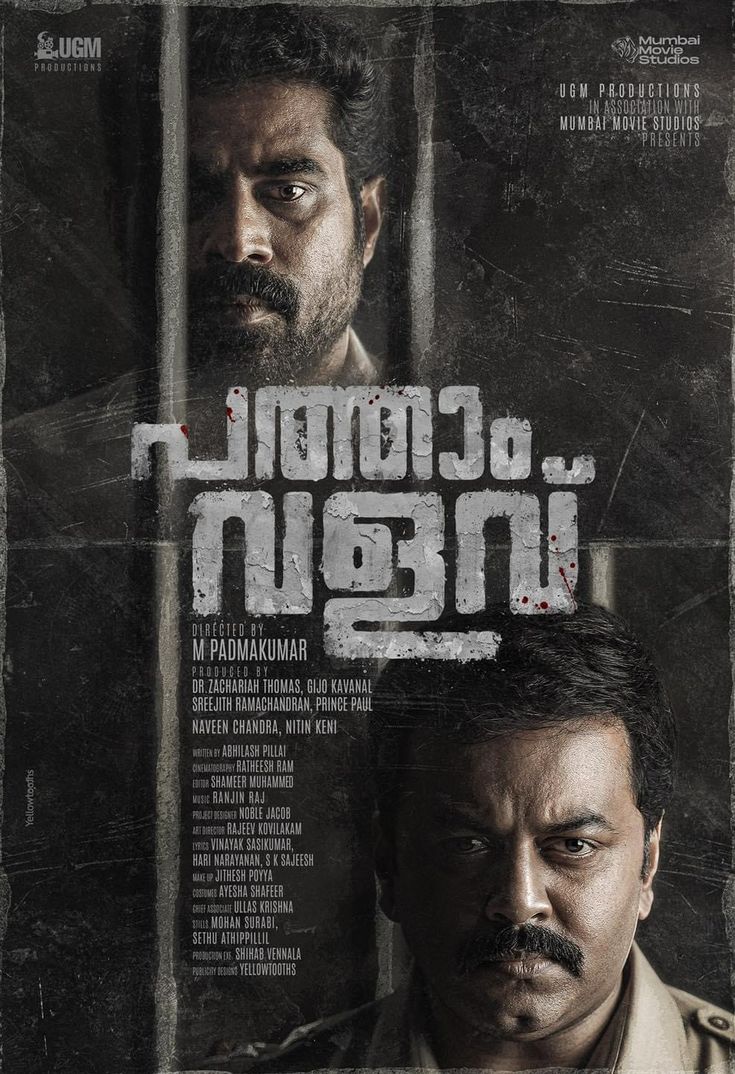 UGM
PRODUCTIONS
Mumbai
Movie
Studios
UGM PRODUCTIONS
IN ASSOCIATION WITH
MUMBAI MOVIE STUDIOS
PRESENTS
പത്താം
വളവ്
DIRECTED BY
M PADMAKUMAR
PRODUCED BY
DR.ZACHARIAH THOMAS, GIJO KAVANAL
SREEJITH RAMACHANDRAN, PRINCE PAUL
NAVEEN CHANDRA, NITIN KENI
WRITTEN BY ABHILASH PILLAI
CINEMATOGRAPHY RATHEESH RAM
EDITOR SHAMEER MUHAMMED
MUSIC RANJIN RAJ
PROJECT DESIGNER NOBLE JACOB
ART DIRECTOR RAJEEV KOVILAKAM
LYRICS VINAYAK SASIKUMAR,
HARI NARAYANAN, S K SAJEESH
MAKE UP JITHESH POYYA
COSTUMES AYESHA SHAFEER
CHIEF ASSOCIATE ULLAS KRISHNA
STILLS MOHAN SURABI,
SETHU ATHIPPILLIL
PRODUCTION EXE SHIHAB VENNALA
PUBLICITY DESIGNS YELLOWTOOTHS
Yellowtooths